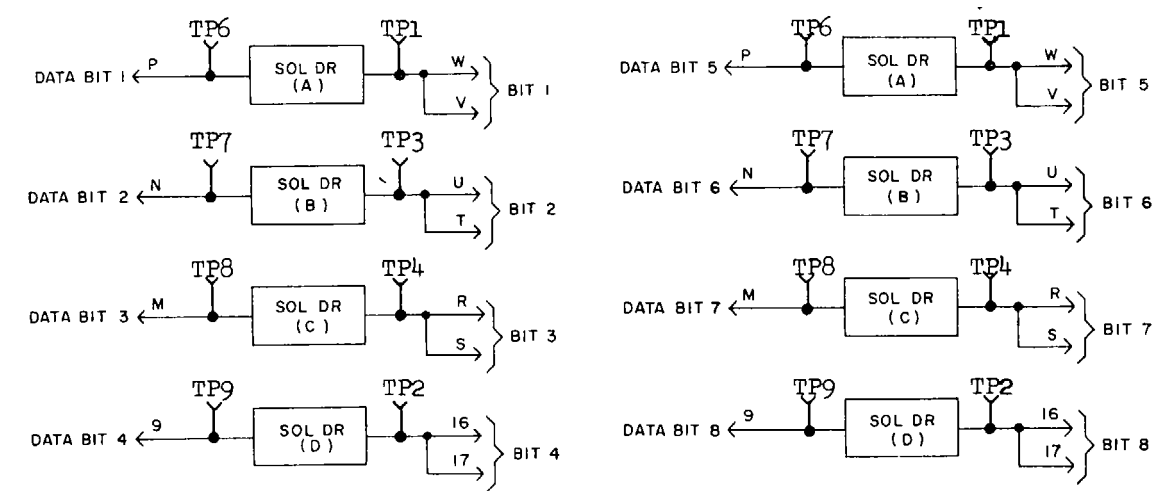 TP6 TP1
DATA BIT 1 P SOL DR (A) W V BIT 1
TP7 TP3
DATA BIT 2 N SOL DR (B) U T BIT 2
TP8 TP4
DATA BIT 3 M SOL DR (C) R S BIT 3
TP9 TP2
DATA BIT 4 9 SOL DR (D) 16 17 BIT 4
TP6 TP1
DATA BIT 5 P SOL DR (A) W V BIT 5
TP7 TP3
DATA BIT 6 N SOL DR (B) U T BIT 6
TP8 TP4
DATA BIT 7 M SOL DR (C) R S BIT 7
TP9 TP2
DATA BIT 8 9 SOL DR (D) 16 17 BIT 8